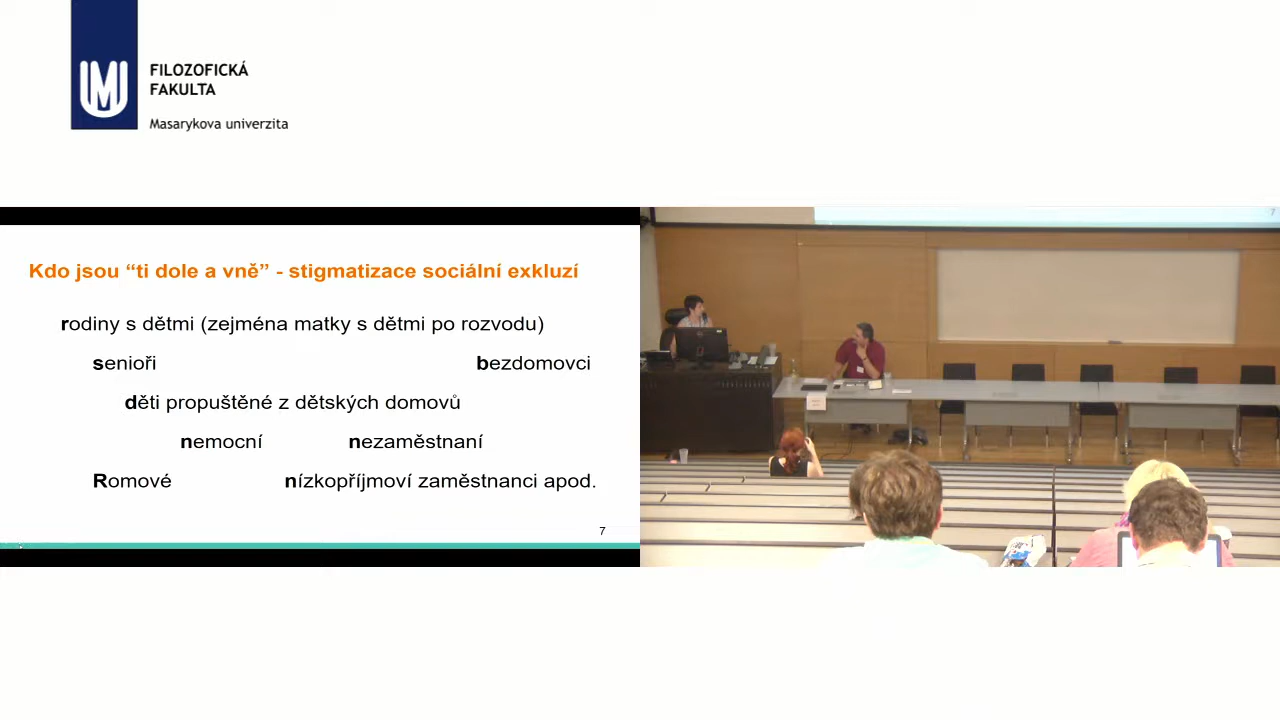 FILOZOFICKÁ
FAKULTA
Masarykova univerzita
Kdo jsou “ti dole a vně” - stigmatizace sociální exkluzí
rodiny s dětmi (zejména matky s dětmi po rozvodu)
senioři bezdomovci
děti propuštěné z dětských domovů
nemocní nezaměstnaní
Romové nízkopříjmoví zaměstnanci apod.
7
7